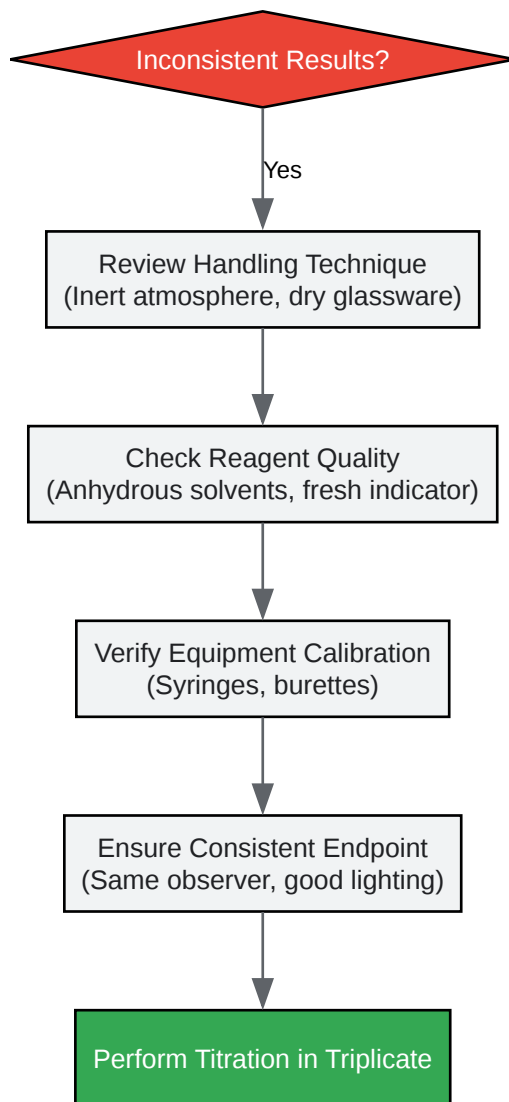 Inconsistent Results?
Yes
Review Handling Technique
(Inert atmosphere, dry glassware)
Check Reagent Quality
(Anhydrous solvents, fresh indicator)
Verify Equipment Calibration
(Syringes, burettes)
Ensure Consistent Endpoint
(Same observer, good lighting)
Perform Titration in Triplicate